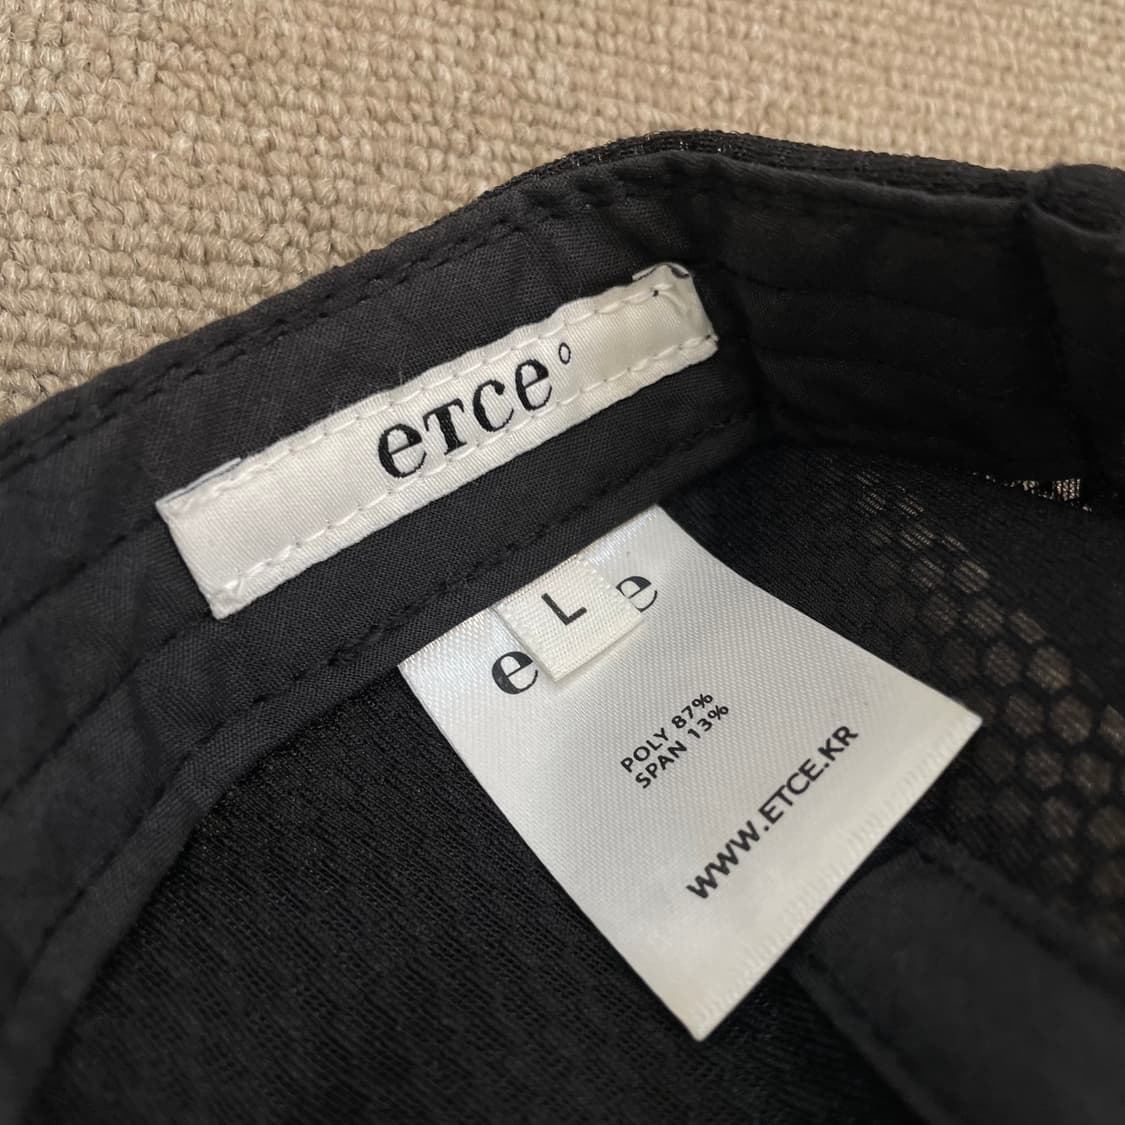 eTCe°
L
e e
POLY 87%
SPAN 13%
WWW.ETCE.KR